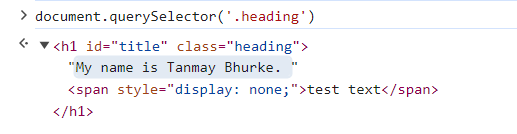 document.querySelector('.heading')
<h1 id="title" class="heading">
"My name is Tanmay Bhurke. "
<span style="display: none;">test text</span>
</h1>